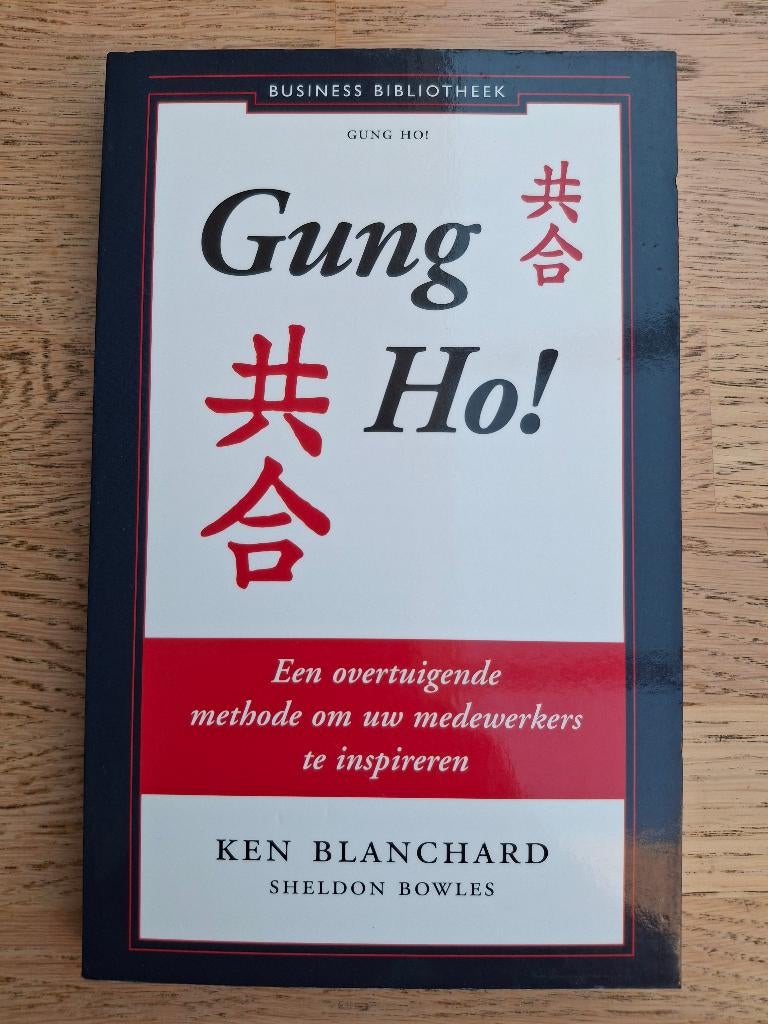 BUSINESS BIBLIOTHEEK
GUNG HO!
Gung
共
合
Ho!
共
合
Een overtuigende
methode om uw medewerkers
te inspireren
KEN BLANCHARD
SHELDON BOWLES